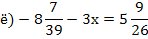 ё) − 8 7/39 − 3x = 5 9/26